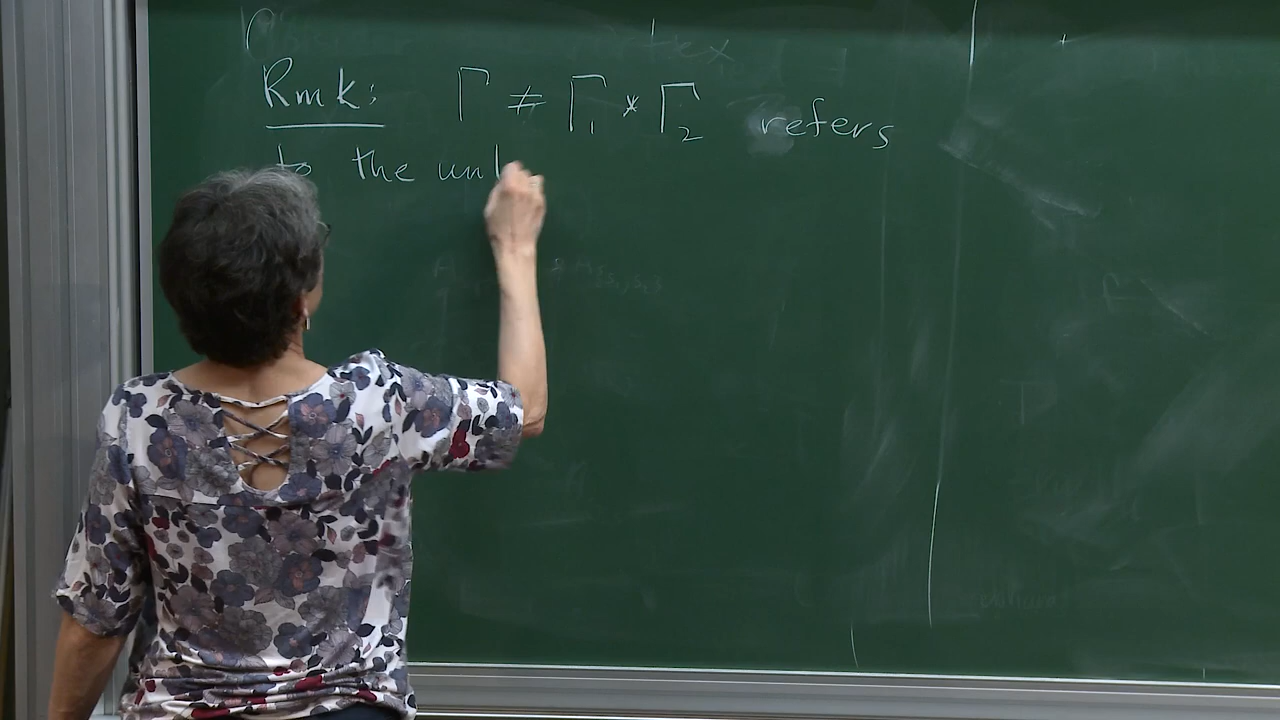 Rmk: Γ ≠ Γ₁ * Γ₂ refers
to the unl